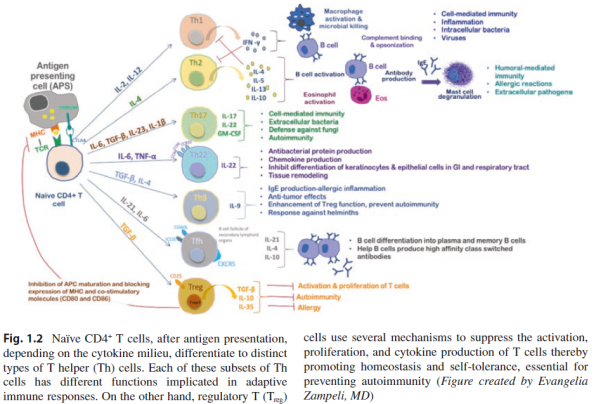 Antigen
presenting
cell (APS)
MHC
TCR
Naïve CD4+ T
cell
IL-2, IL-12
IL-4
IL-6, TGF-β, IL-23, IL-1β
IL-6, TNF-α
TGF-β, IL-4
IL-21, IL-6
TGF-β
Th1
IFN -γ
Macrophage
activation &
microbial killing
B cell
Complement binding
& opsonization
Cell-mediated immunity
Inflammation
Intracellular bacteria
Viruses
Th2
IL-4
IL-5
IL-13
IL-10
B cell activation
Eosinophil
activation
B cell
Eos
Antibody
production
IgE
Mast cell
degranulation
Humoral-mediated
immunity
Allergic reactions
Extracellular pathogens
Th17
IL-17
IL-22
GM-CSF
Cell-mediated immunity
Extracellular bacteria
Defense against fungi
Autoimmunity
Th22
IL-22
Antibacterial protein production
Chemokine production
Inhibit differentiation of keratinocytes & epithelial cells in GI and respiratory tract
Tissue remodeling
Th9
IL-9
IgE production-allergic inflammation
Anti-tumor effects
Enhancement of Treg function, prevent autoimmunity
Response against helminths
Tfh
B cell follicle of
secondary lymphoid
organs
CXCR5
IL-21
IL-4
IL-10
B cell differentiation into plasma and memory B cells
Help B cells produce high affinity class switched
antibodies
CD25
Treg
TGF-β
IL-10
IL-35
Activation & proliferation of T cells
Autoimmunity
Allergy
Inhibition of APC maturation and blocking
expression of MHC and co-stimulatory
molecules (CD80 and CD86)
Fig. 1.2 Naïve CD4+ T cells, after antigen presentation,
depending on the cytokine milieu, differentiate to distinct
types of T helper (Th) cells. Each of these subsets of Th
cells has different functions implicated in adaptive
immune responses. On the other hand, regulatory T (Treg)
cells use several mechanisms to suppress the activation,
proliferation, and cytokine production of T cells thereby
promoting homeostasis and self-tolerance, essential for
preventing autoimmunity (Figure created by Evangelia
Zampeli, MD)